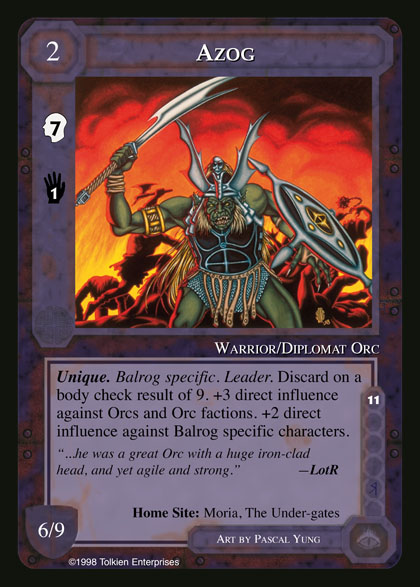 2
AZOG
7
1
WARRIOR/DIPLOMAT ORC
Unique. Balrog specific. Leader. Discard on a
body check result of 9. +3 direct influence
against Orcs and Orc factions. +2 direct
influence against Balrog specific characters.
11
“...he was a great Orc with a huge iron-clad
head, and yet agile and strong.” —LotR
Home Site: Moria, The Under-gates
6/9
ART BY PASCAL YUNG
©1998 Tolkien Enterprises